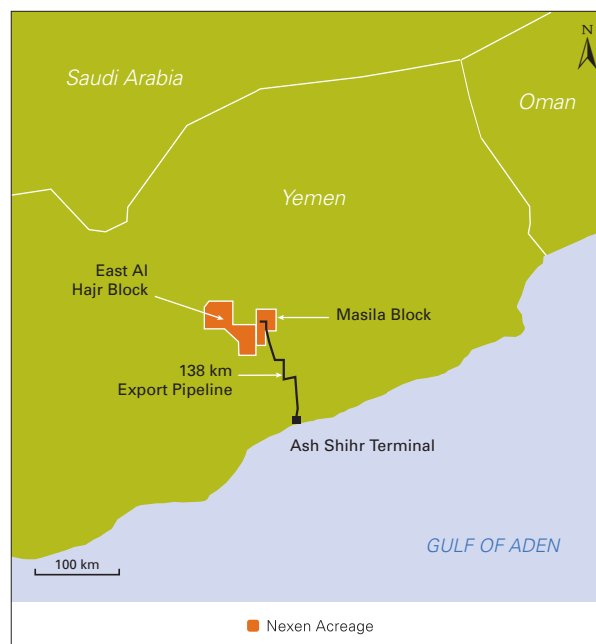 N
Saudi Arabia
Oman
Yemen
East Al
Hajr Block
Masila Block
138 km
Export Pipeline
Ash Shihr Terminal
GULF OF ADEN
100 km
Nexen Acreage